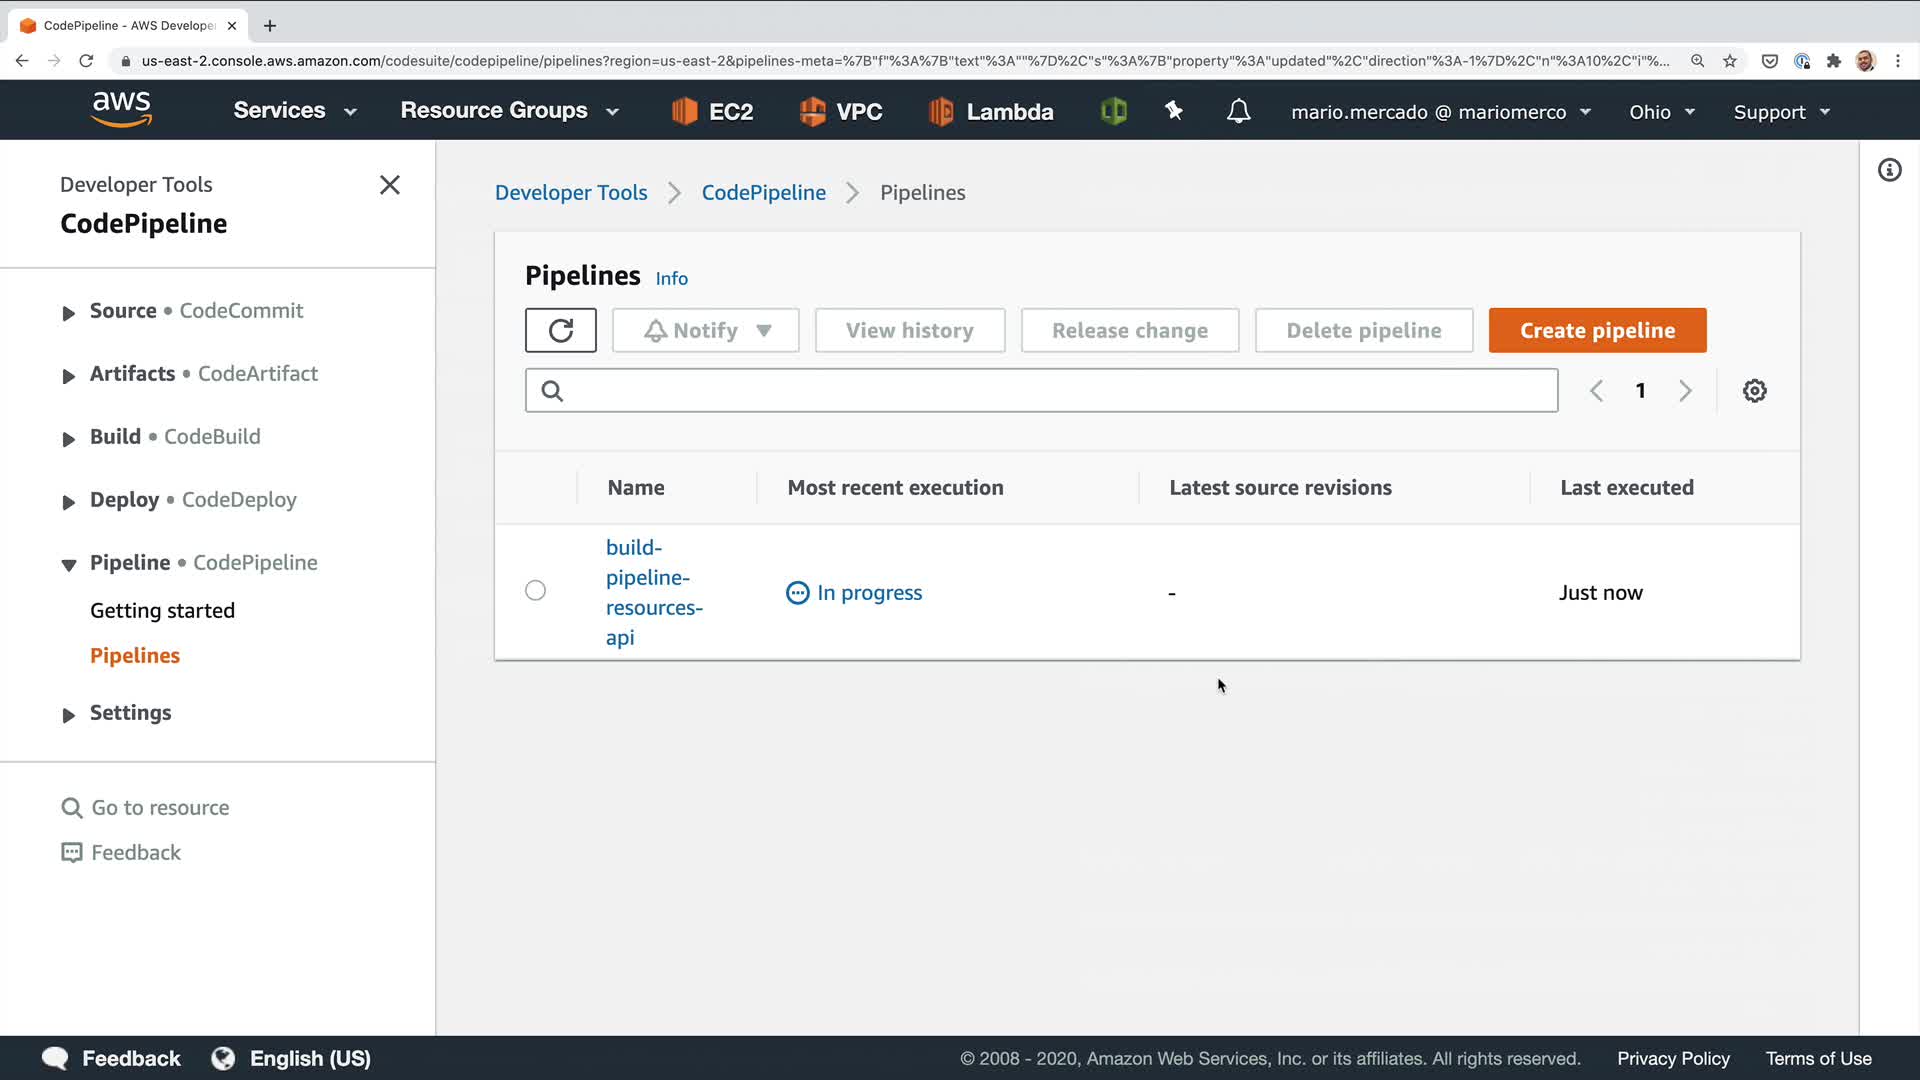 CodePipeline - AWS Develope
us-east-2.console.aws.amazon.com/codesuite/codepipeline/pipelines?region=us-east-2&pipelines-meta=%7B"f"%3A%7B"text"%3A""%7D%2C"s"%3A%7B"property"%3A"updated"%2C"direction"%3A-1%7D%2C"n"%3A10%2C"i"%...
aws Services Resource Groups EC2 VPC Lambda mario.mercado @ mariomerco Ohio Support
Developer Tools
CodePipeline
Source • CodeCommit
Artifacts • CodeArtifact
Build • CodeBuild
Deploy • CodeDeploy
Pipeline • CodePipeline
Getting started
Pipelines
Settings
Go to resource
Feedback
Developer Tools CodePipeline Pipelines
Pipelines Info
Notify View history Release change Delete pipeline Create pipeline
1
Name Most recent execution Latest source revisions Last executed
build-
pipeline-
resources-
api
In progress - Just now
Feedback English (US) © 2008 - 2020, Amazon Web Services, Inc. or its affiliates. All rights reserved. Privacy Policy Terms of Use